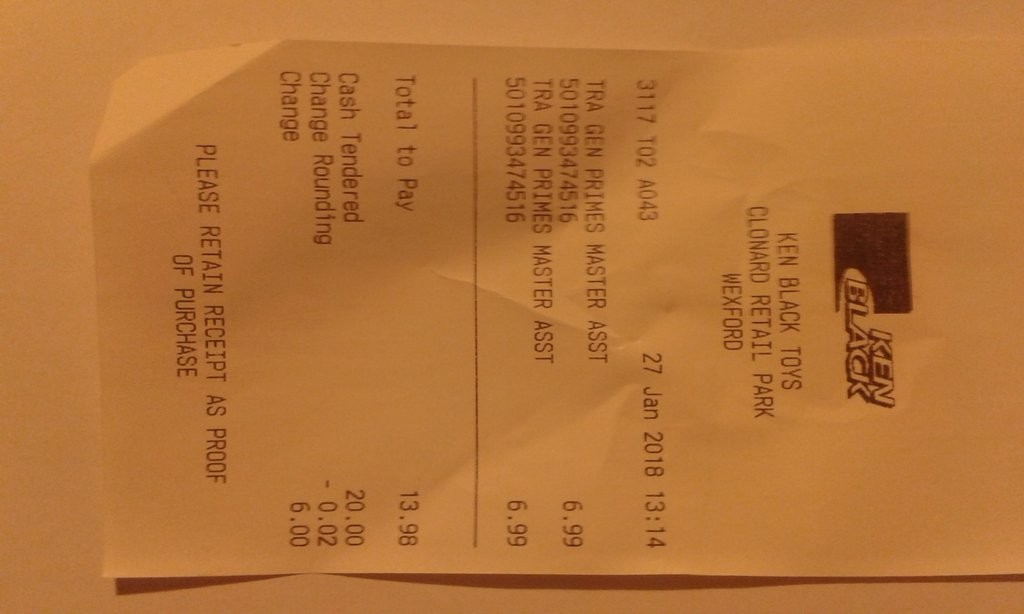 KEN
BLACK
KEN BLACK TOYS
CLONARD RETAIL PARK
WEXFORD
3117 T02 A043 27 Jan 2018 13:14
TRA GEN PRIMES MASTER ASST
5010993474516 6.99
TRA GEN PRIMES MASTER ASST
5010993474516 6.99
Total to Pay 13.98
Cash Tendered 20.00
Change Rounding - 0.02
Change 6.00
PLEASE RETAIN RECEIPT AS PROOF
OF PURCHASE